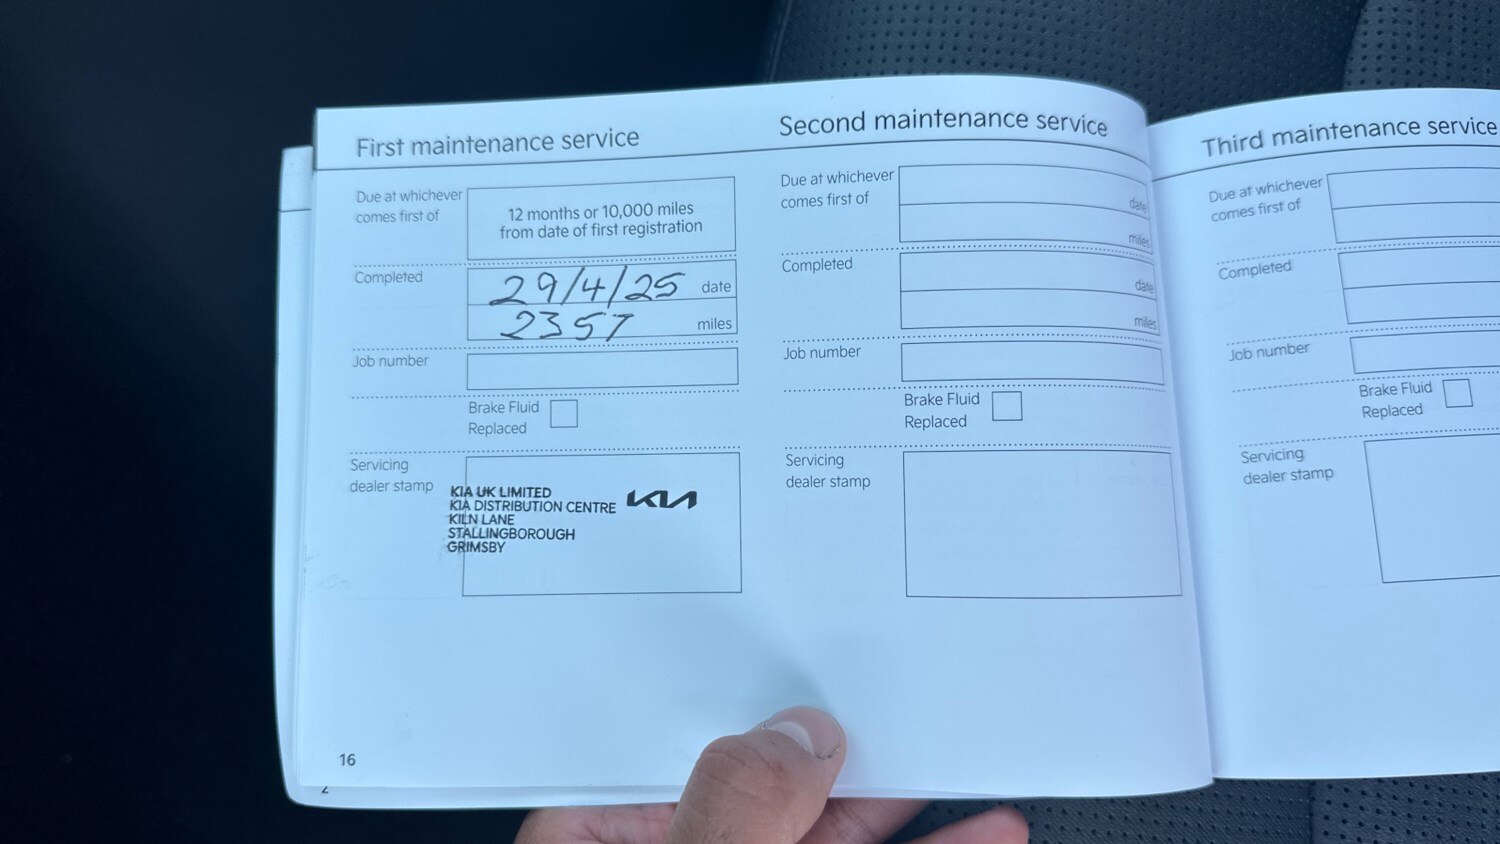 First maintenance service
Due at whichever
comes first of
12 months or 10,000 miles
from date of first registration
Completed
29/4/25 date
2357 miles
Job number
Brake Fluid
Replaced
Servicing
dealer stamp
KIA UK LIMITED
KIA DISTRIBUTION CENTRE
KILN LANE
STALLINGBOROUGH
GRIMSBY
KIA
16
Second maintenance service
Due at whichever
comes first of
date
miles
Completed
date
miles
Job number
Brake Fluid
Replaced
Servicing
dealer stamp
Third maintenance service
Due at whichever
comes first of
Completed
Job number
Brake Fluid
Replaced
Servicing
dealer stamp